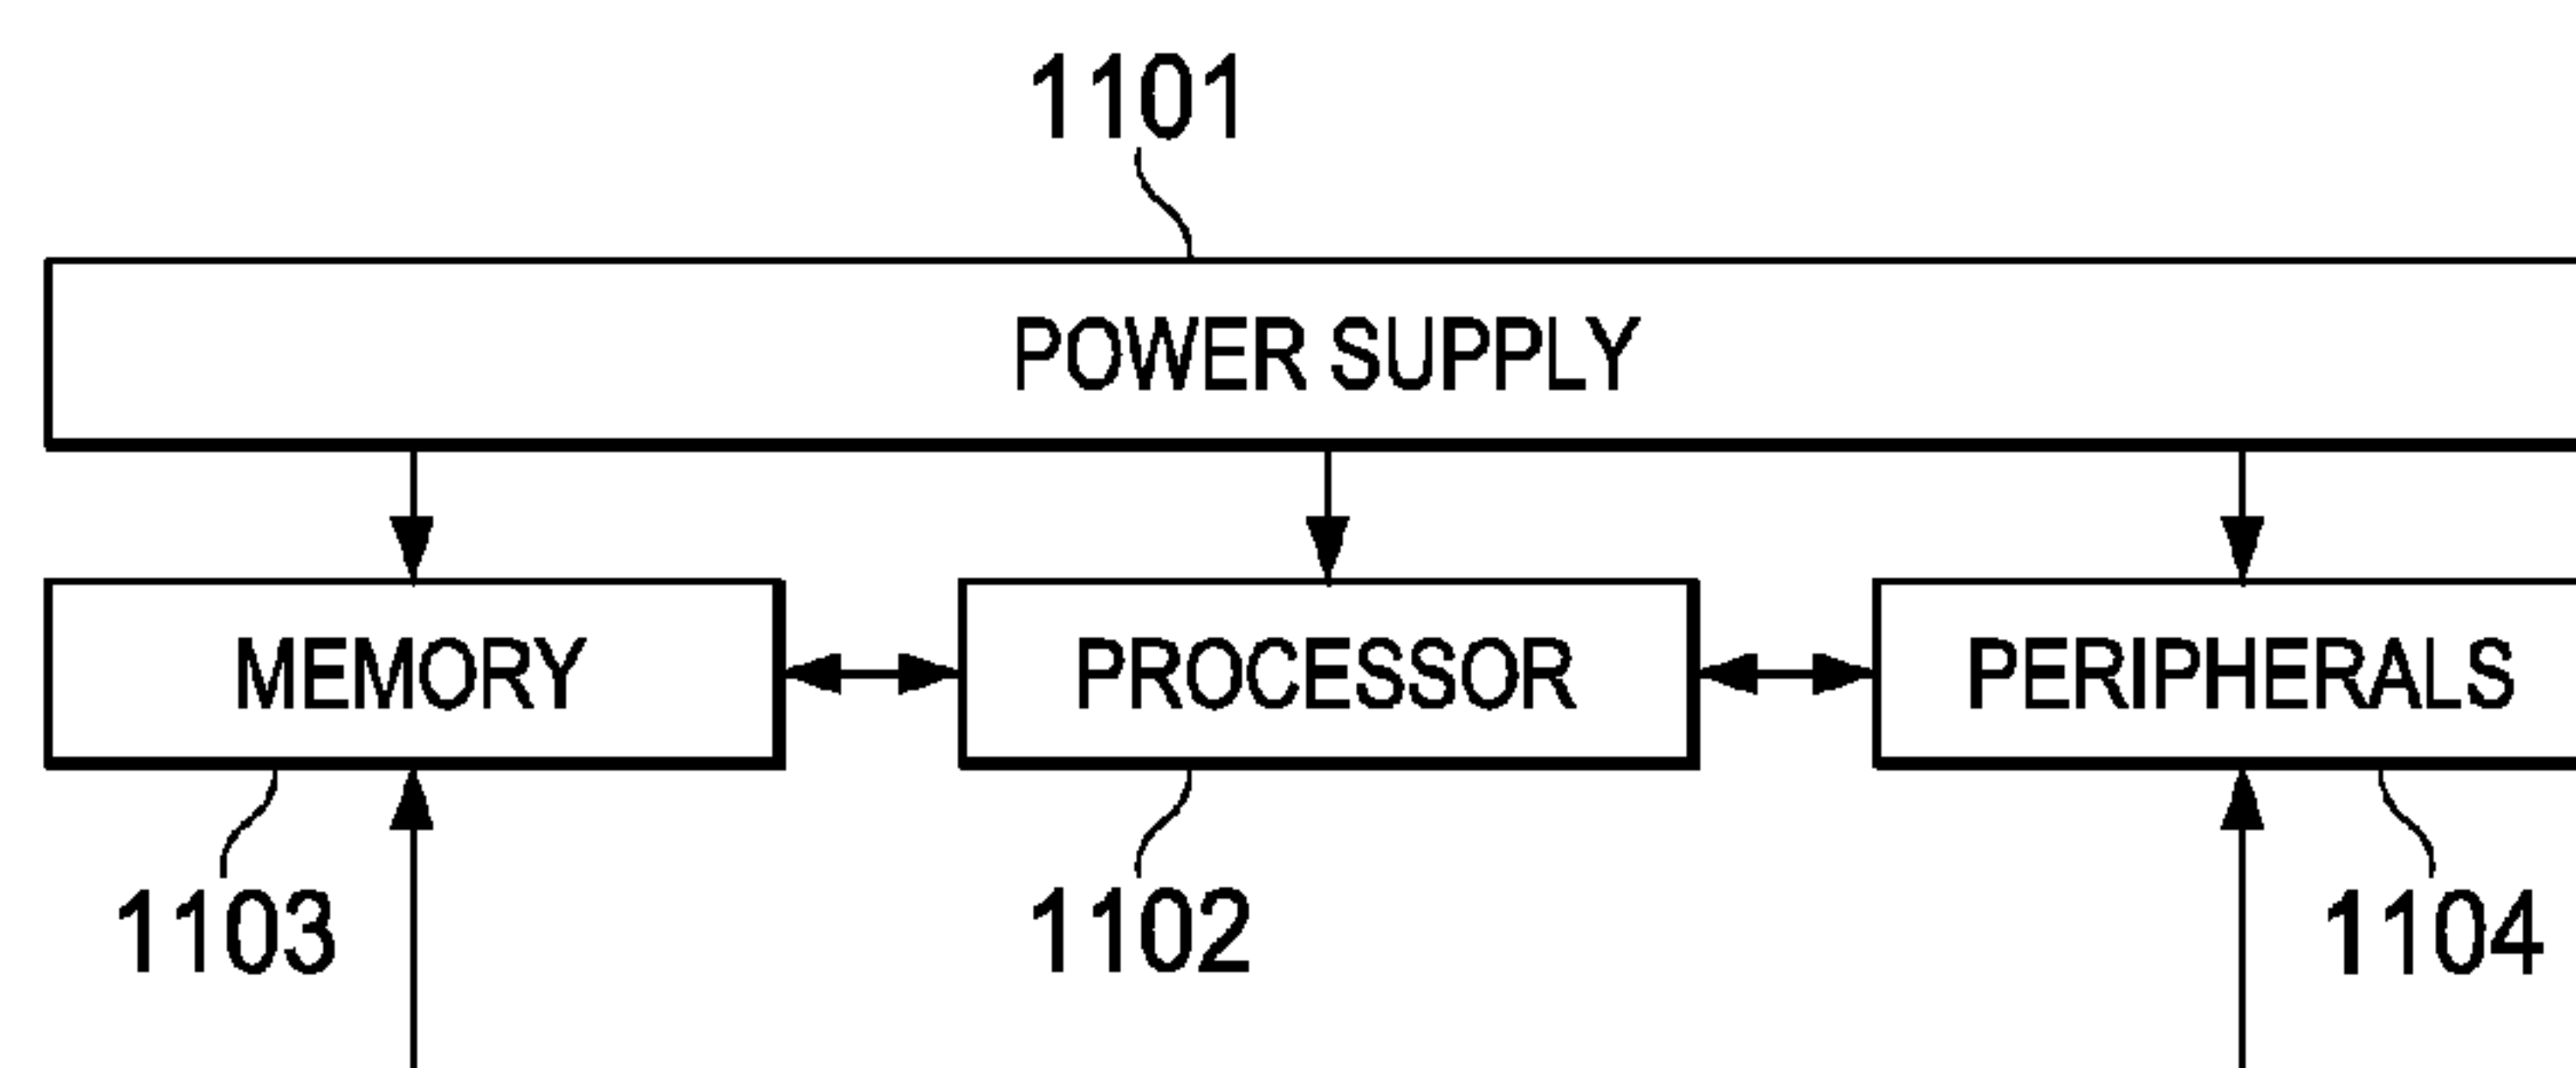 1101
POWER SUPPLY
MEMORY
PROCESSOR
PERIPHERALS
1103
1102
1104